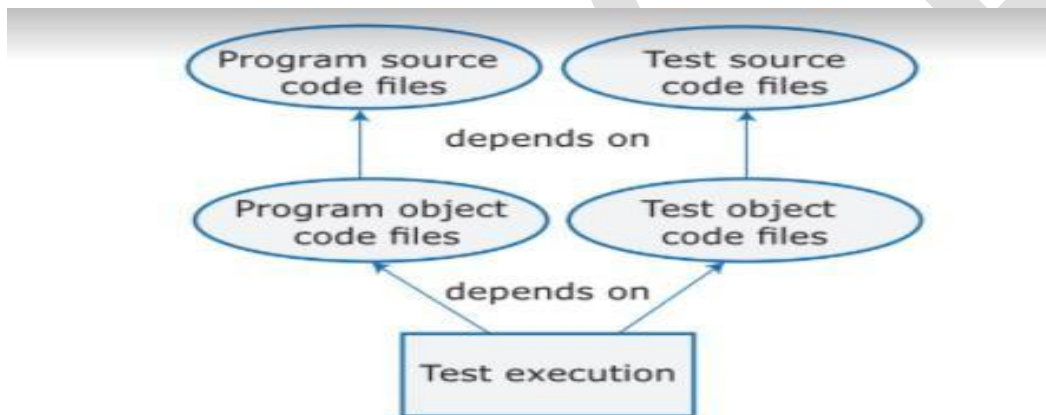 Program source
code files
Test source
code files
depends on
Program object
code files
Test object
code files
depends on
Test execution